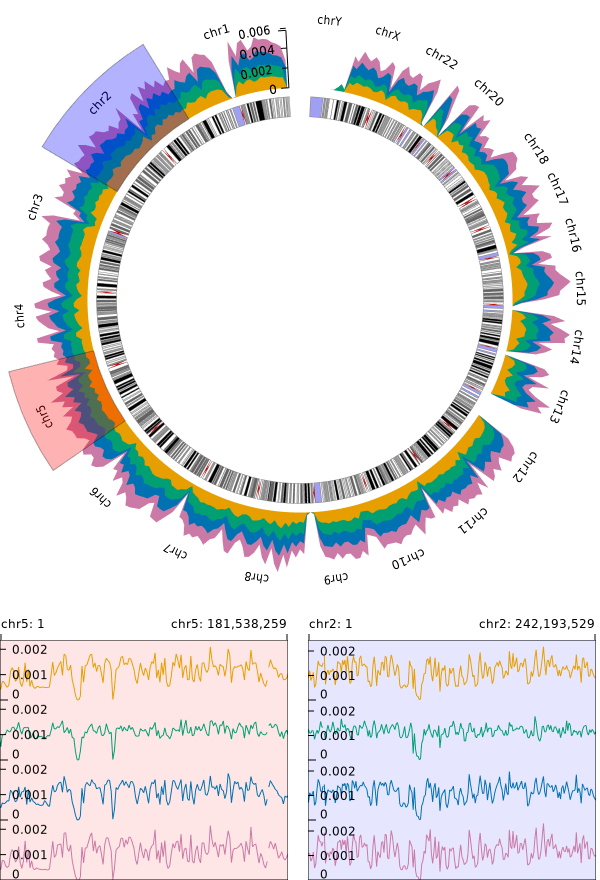 chrY
chr1
0.006
0.004
0.002
0
chrX
chr22
chr20
chr18
chr17
chr16
chr15
chr14
chr13
chr12
chr11
chr10
chr9
chr8
chr7
chr6
chr5
chr4
chr3
chr2
chr5: 1
chr5: 181,538,259
chr2: 1
chr2: 242,193,529
0.002
0.001
0
0.002
0.001
0
0.002
0.001
0
0.002
0.001
0
0.002
0.001
0
0.002
0.001
0
0.002
0.001
0
0.002
0.001
0